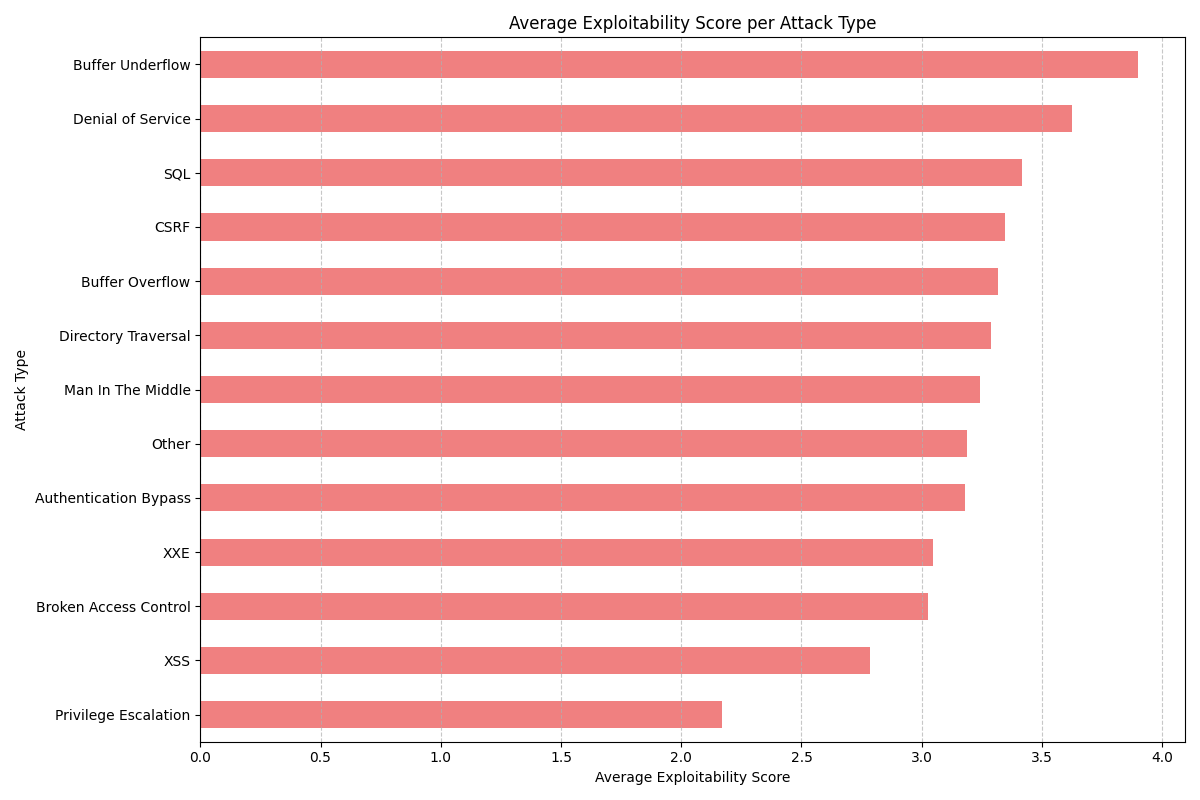 Average Exploitability Score per Attack Type
Buffer Underflow
Denial of Service
SQL
CSRF
Buffer Overflow
Directory Traversal
Man In The Middle
Other
Authentication Bypass
XXE
Broken Access Control
XSS
Privilege Escalation
Attack Type
0.0 0.5 1.0 1.5 2.0 2.5 3.0 3.5 4.0
Average Exploitability Score